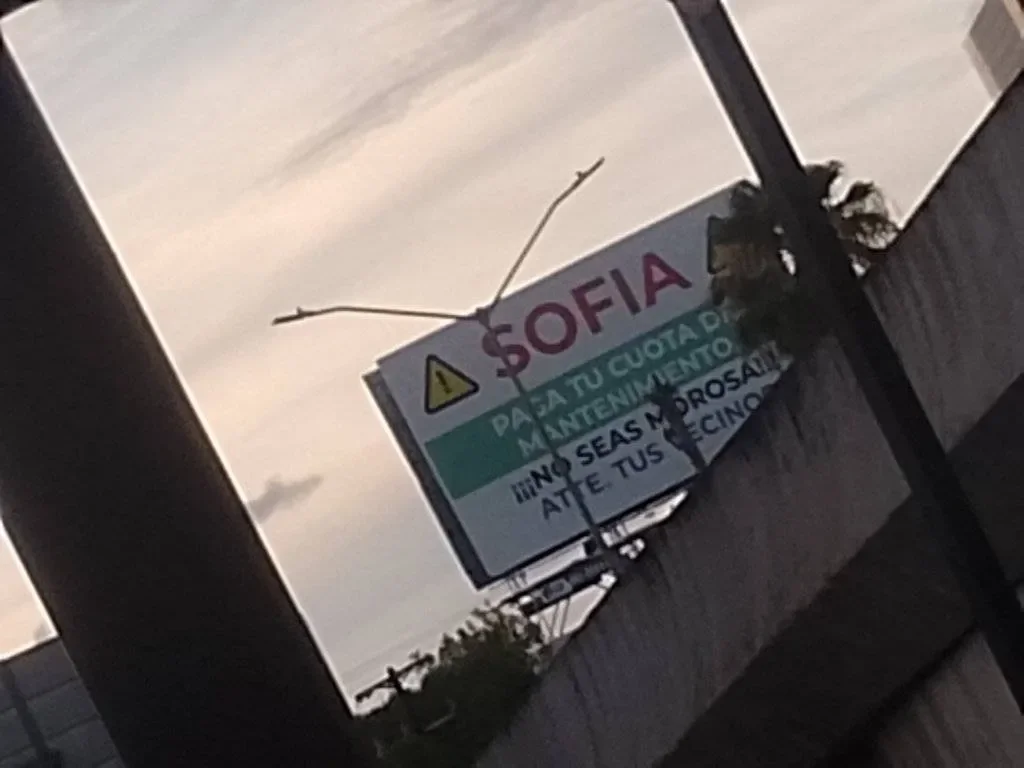 SOFIA
PAGA TU CUOTA DE
MANTENIMIENTO
¡¡¡NO SEAS MOROSA!!!
ATTE. TUS VECINOS